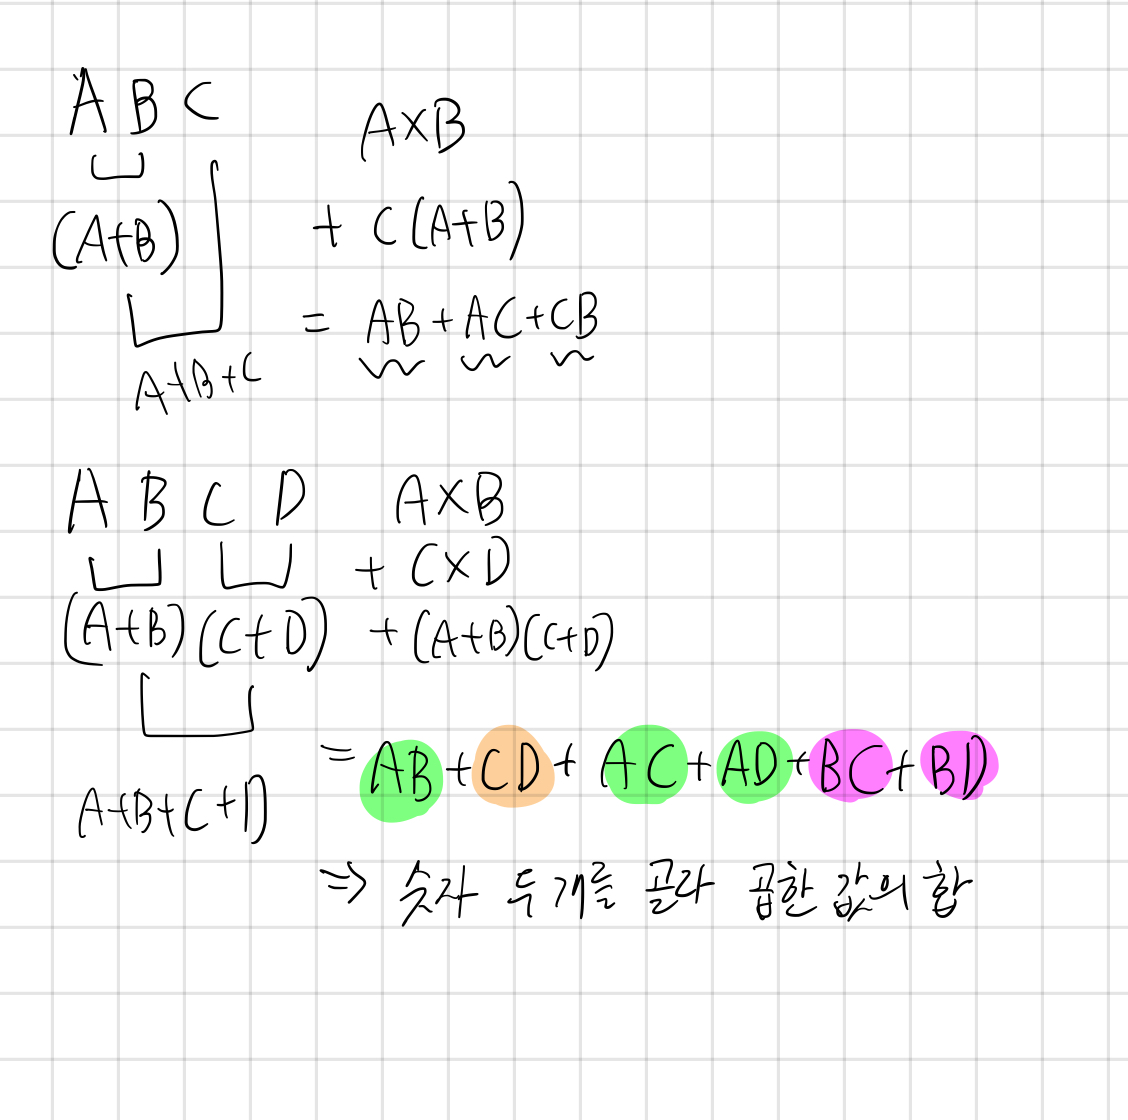 A B C
A×B
(A+B)
+ C(A+B)
= AB+AC+CB
A+B+C
A B C D
A×B
+ C×D
(A+B)(C+D)
+(A+B)(C+D)
=AB+CD+AC+AD+BC+BD
A+B+C+D
⇒ 숫자 두개를 골라 곱한 값의 합